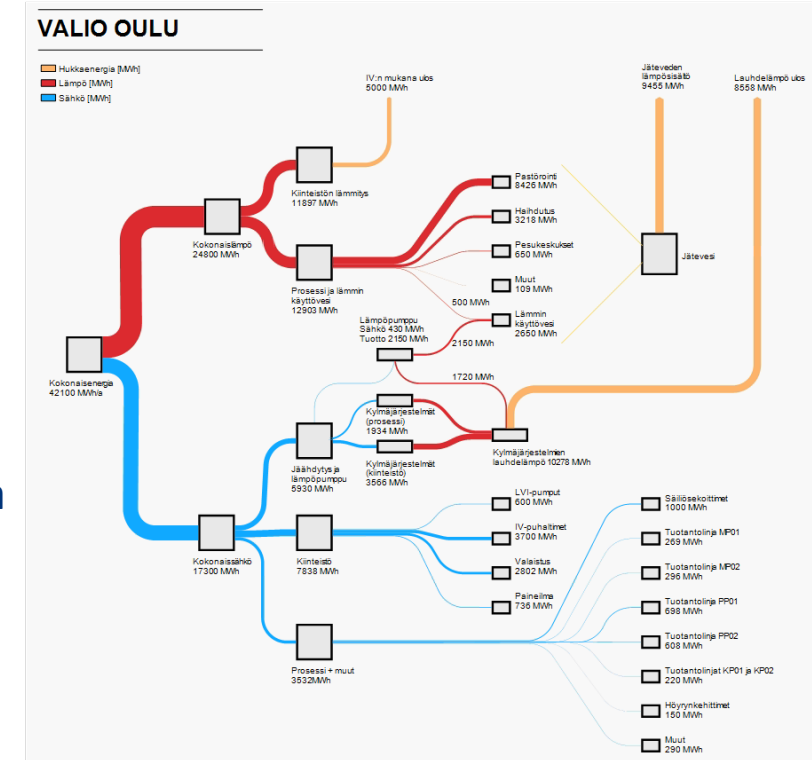 VALIO OULU
Hukkaenergia [MWh]
Lämpö [MWh]
Sähkö [MWh]
IV:n mukana ulos
5000 MWh
Jäteveden
lämpösisältö
9455 MWh
Lauhdelämpö ulos
8558 MWh
Kiinteistön lämmitys
11897 MWh
Pastörointi
8426 MWh
Haihdutus
3218 MWh
Kokonaislämpö
24800 MWh
Pesukeskukset
650 MWh
Jätevesi
Prosessi ja lämmin
käyttövesi
12903 MWh
Muut
109 MWh
500 MWh
Lämmin
käyttövesi
2650 MWh
Lämpöpumppu
Sähkö 430 MWh
Tuotto 2150 MWh
2150 MWh
Kokonaisenergia
42100 MWh/a
1720 MWh
Kylmäjärjestelmät
(prosessi)
1934 MWh
Kylmäjärjestelmien
lauhdelämpö 10278 MWh
Jäähdytys ja
lämpöpumppu
5930 MWh
Kylmäjärjestelmät
(kiinteistö)
3566 MWh
LVI-pumput
600 MWh
Säiliösekoittimet
1000 MWh
IV-puhaltimet
3700 MWh
Tuotantolinja MP01
269 MWh
Kokonaissähkö
17300 MWh
Kiinteistö
7838 MWh
Valaistus
2802 MWh
Tuotantolinja MP02
296 MWh
Paineilma
736 MWh
Tuotantolinja PP01
698 MWh
Prosessi + muut
3532MWh
Tuotantolinja PP02
608 MWh
Tuotantolinjat KP01 ja KP02
220 MWh
Höyrynkehittimet
150 MWh
Muut
290 MWh